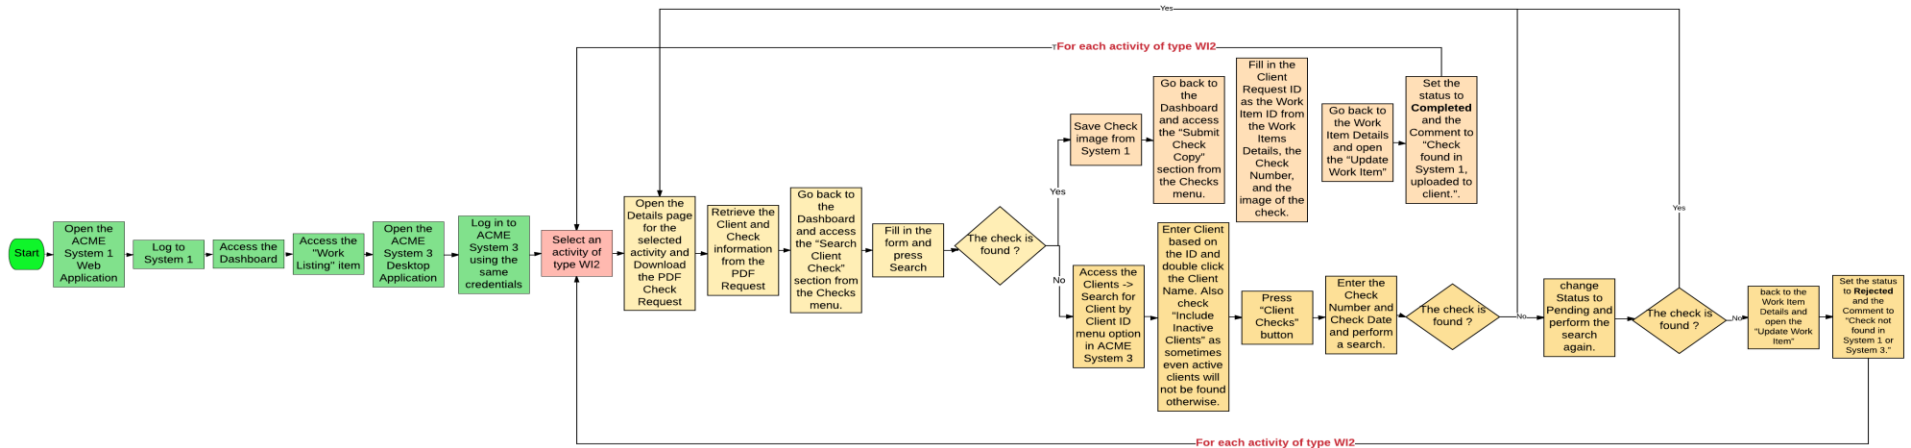 Yes
TFor each activity of type WI2
Start
Open the
ACME
System 1
Web
Application
Log to
System 1
Access the
Dashboard
Access the
"Work
Listing" item
Open the
ACME
System 3
Desktop
Application
Log in to
ACME
System 3
using the
same
credentials
Select an
activity of
type WI2
Open the
Details page
for the
selected
activity and
Download
the PDF
Check
Request
Retrieve the
Client and
Check
information
from the
PDF
Request
Go back to
the
Dashboard
and access
the "Search
Client
Check"
section from
the Checks
menu.
Fill in the
form and
press
Search
The check is
found ?
Yes
Save Check
image from
System 1
Go back to
the
Dashboard
and access
the "Submit
Check
Copy"
section from
the Checks
menu.
Fill in the
Client
Request ID
as the Work
Item ID from
the Work
Items
Details, the
Check
Number,
and the
image of the
check.
Go back to
the Work
Item Details
and open
the "Update
Work Item"
Set the
status to
Completed
and the
Comment to
"Check
found in
System 1,
uploaded to
client.".
No
Access the
Clients ->
Search for
Client by
Client ID
menu option
in ACME
System 3
Enter Client
based on
the ID and
double click
the Client
Name. Also
check
"Include
Inactive
Clients" as
sometimes
even active
clients will
not be found
otherwise.
Press
"Client
Checks"
button
Enter the
Check
Number and
Check Date
and perform
a search.
The check is
found ?
No
change
Status to
Pending and
perform the
search
again.
Yes
The check is
found ?
No
back to the
Work Item
Details and
open the
"Update Work
Item"
Set the status
to Rejected
and the
Comment to
"Check not
found in
System 1 or
System 3."
For each activity of type WI2